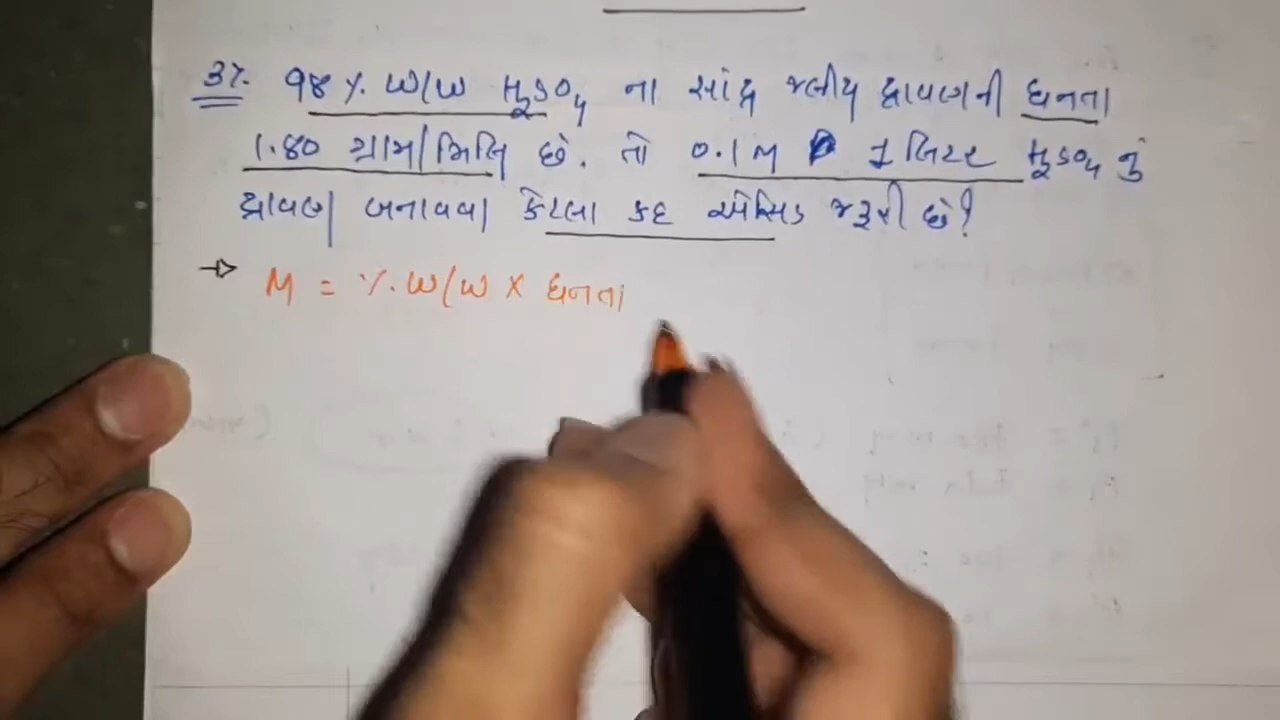 37. 98 %. W/W H₂SO₄ ના સાંદ્ર જલીય દ્રાવણની ઘનતા
1.80 ગ્રામ/મિલિ છે. તો 0.1 M 1 લિટર H₂SO₄ નું
દ્રાવણ બનાવવા કેટલા કદ એસિડ જરૂરી છે?
→ M = %. W/W X ઘનતા